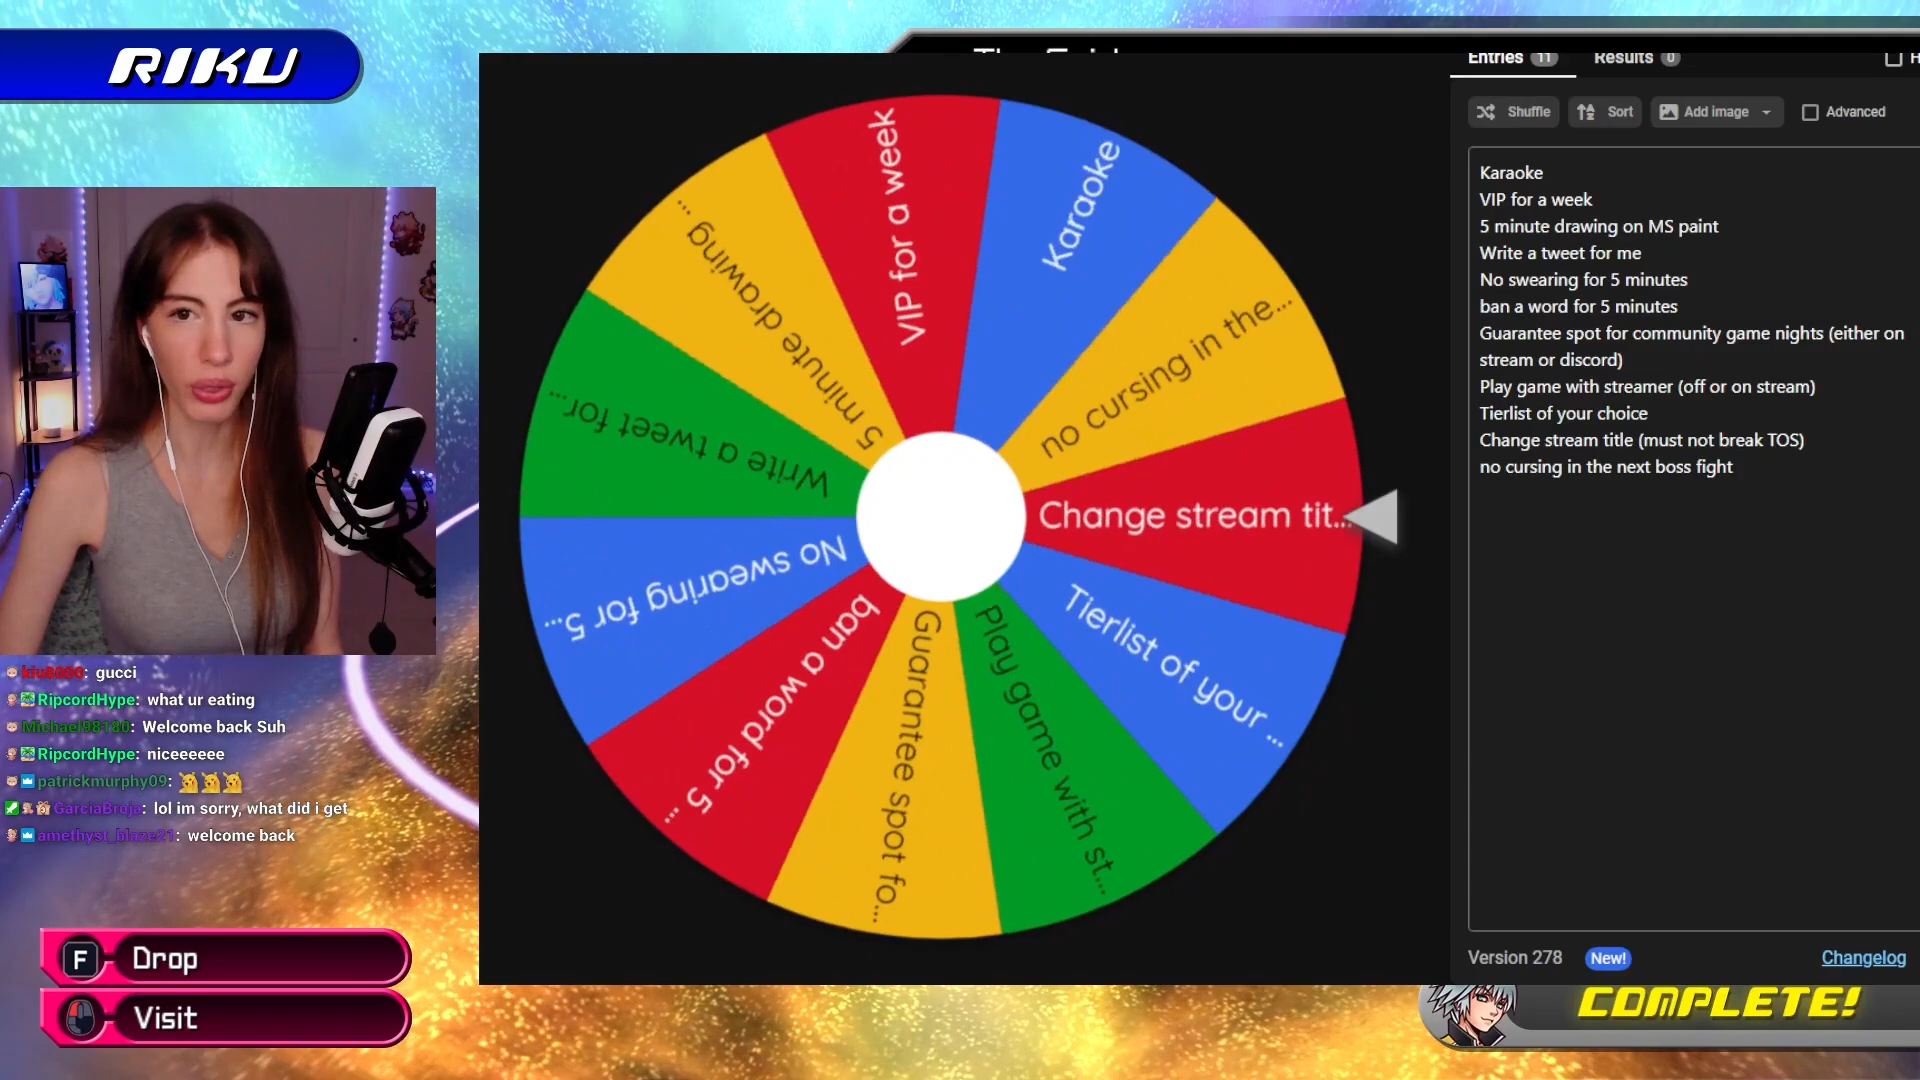 RIKU
Entries 11
Results 0
Shuffle
Sort
Add image
Advanced
Karaoke
VIP for a week
5 minute drawing on MS paint
Write a tweet for me
No swearing for 5 minutes
ban a word for 5 minutes
Guarantee spot for community game nights (either on
stream or discord)
Play game with streamer (off or on stream)
Tierlist of your choice
Change stream title (must not break TOS)
no cursing in the next boss fight
VIP for a week
Karaoke
no cursing in the...
Change stream tit...
Tierlist of your ...
Play game with st...
Guarantee spot fo...
ban a word for 5 ...
No swearing for 5...
Write a tweet for...
5 minute drawing ...
kiu8000: gucci
RipcordHype: what ur eating
Michael98180: Welcome back Suh
RipcordHype: niceeeeee
patrickmurphy09:
GarciaBroja: lol im sorry, what did i get
amethyst_blaze21: welcome back
F Drop
Visit
Version 278 New! Changelog
COMPLETE!